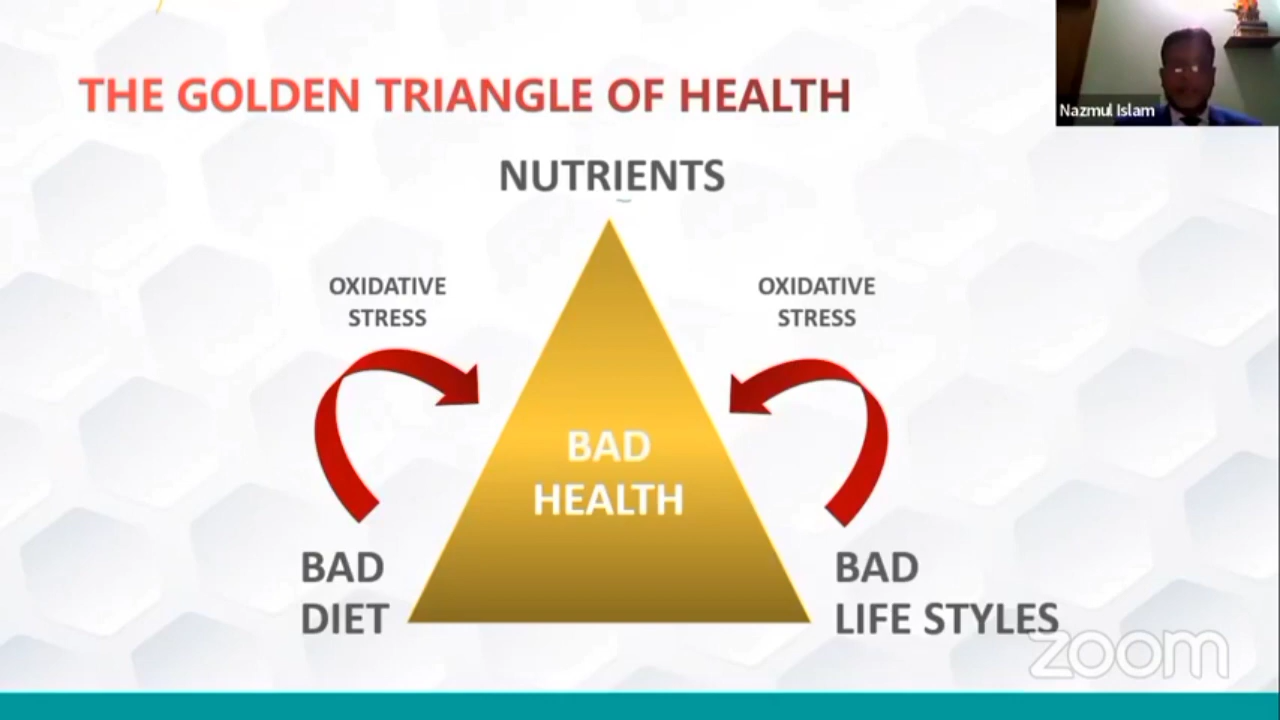 THE GOLDEN TRIANGLE OF HEALTH
Nazmul Islam
NUTRIENTS
OXIDATIVE
STRESS
OXIDATIVE
STRESS
BAD
HEALTH
BAD
DIET
BAD
LIFE STYLES
zoom